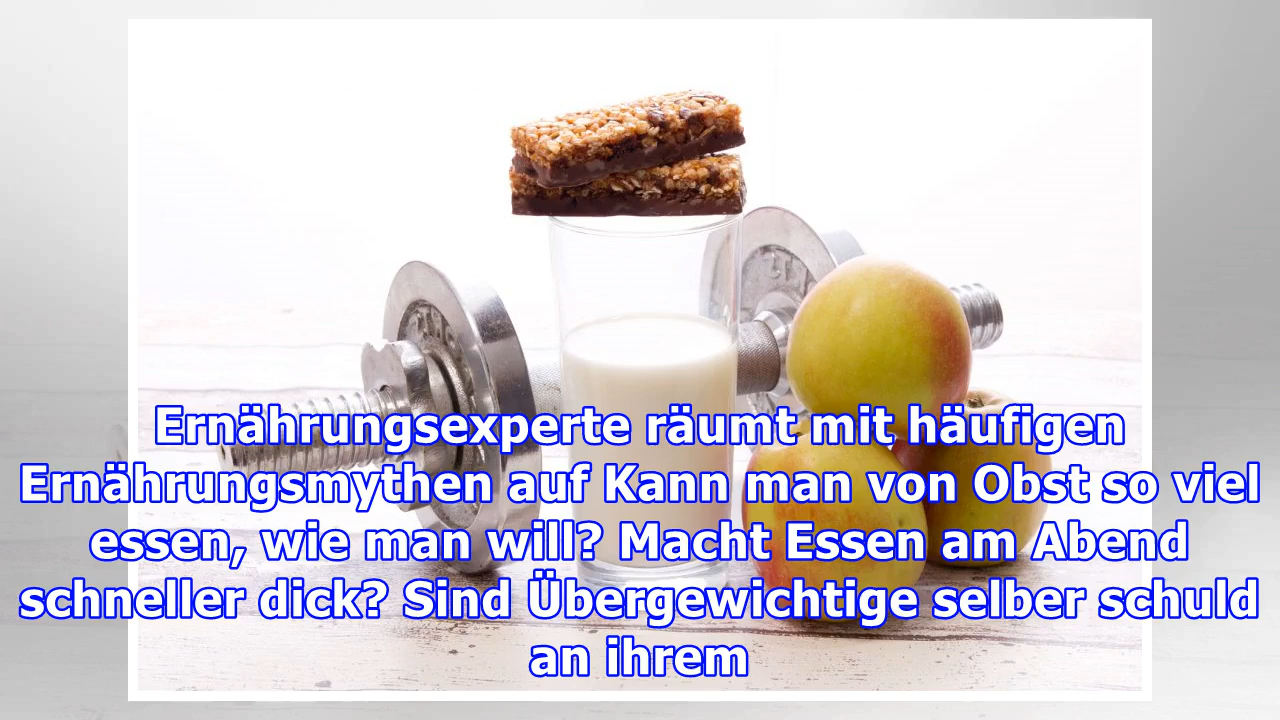 Ernährungsexperte räumt mit häufigen
Ernährungsmythen auf Kann man von Obst so viel
essen, wie man will? Macht Essen am Abend
schneller dick? Sind Übergewichtige selber schuld
an ihrem